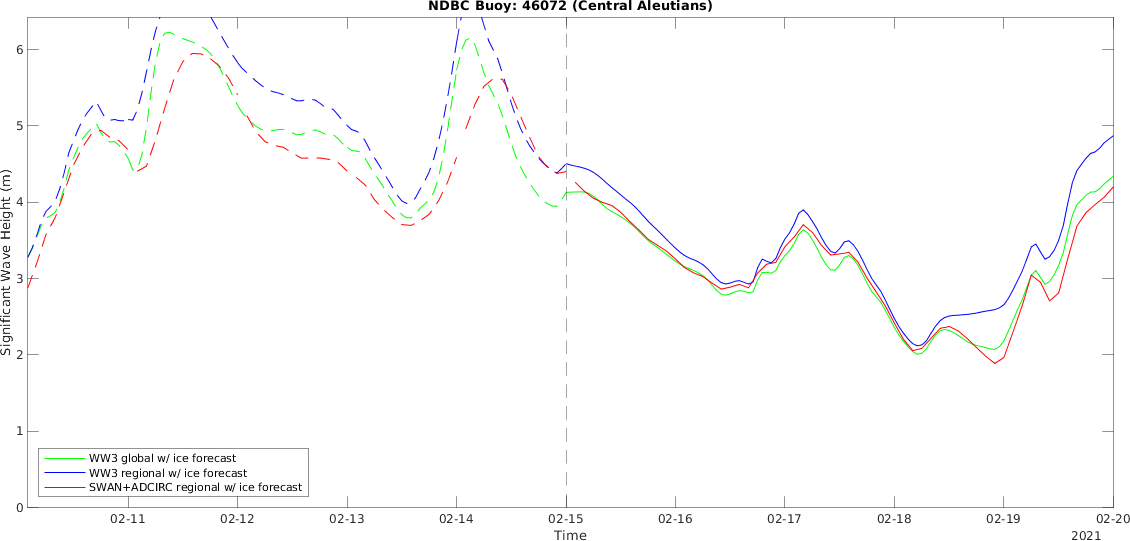 NDBC Buoy: 46072 (Central Aleutians)
6
5
4
3
2
1
0
Significant Wave Height (m)
WW3 global w/ ice forecast
WW3 regional w/ ice forecast
SWAN+ADCIRC regional w/ ice forecast
02-11 02-12 02-13 02-14 02-15 02-16 02-17 02-18 02-19 02-20
Time
2021